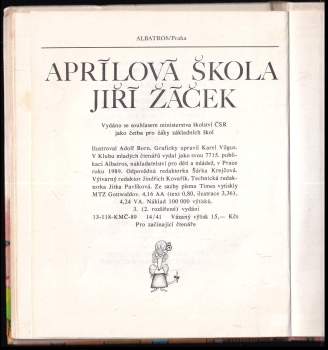 ALBATROS/Praha
APRÍLOVÁ ŠKOLA
JIŘÍ ŽÁČEK
Vydáno se souhlasem ministerstva školství ČSR
jako četba pro žáky základních škol
Ilustroval Adolf Born. Graficky upravil Karel Vilgus.
V Klubu mladých čtenářů vydal jako svou 7715. publi-
kaci Albatros, nakladatelství pro děti a mládež, v Praze
roku 1989. Odpovědná redaktorka Šárka Krejčová.
Výtvarný redaktor Jindřich Kovařík. Technická redak-
torka Jitka Pavlíková. Ze sazby písma Times vytiskly
MTZ Gottwaldov. 4,16 AA (text 0,80, ilustrace 3,36),
4,24 VA. Náklad 100 000 výtisků.
3. (2. rozšířené) vydání
13-118-KMČ-89 14/41 Vázaný výtisk 15,— Kčs
Pro začínající čtenáře